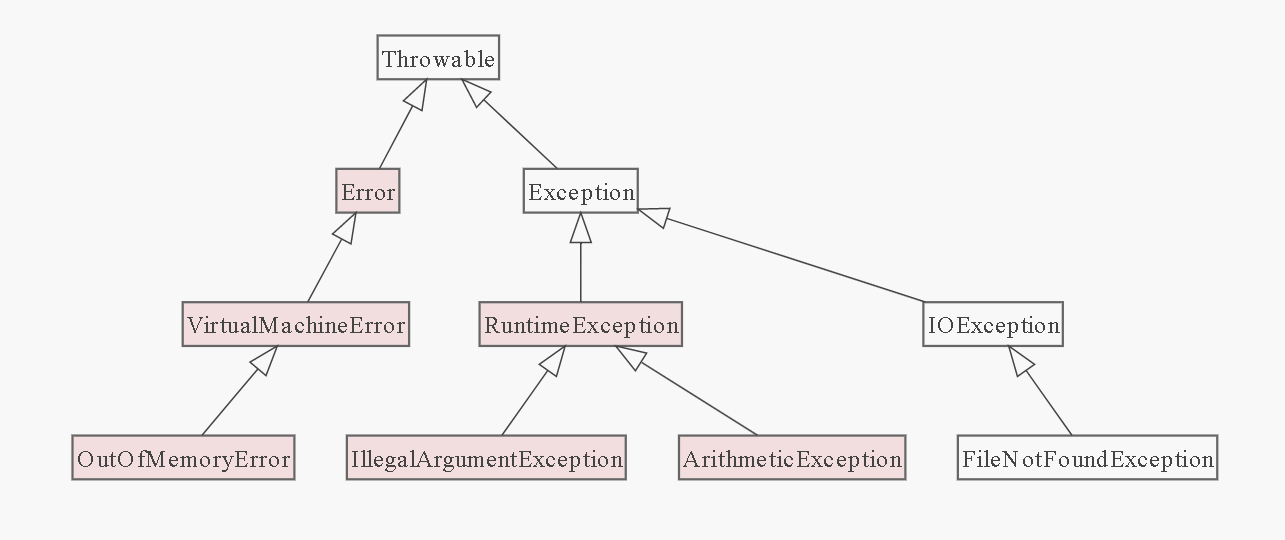 Throwable
Error
Exception
VirtualMachineError
RuntimeException
IOException
OutOfMemoryError
IllegalArgumentException
ArithmeticException
FileNotFoundException